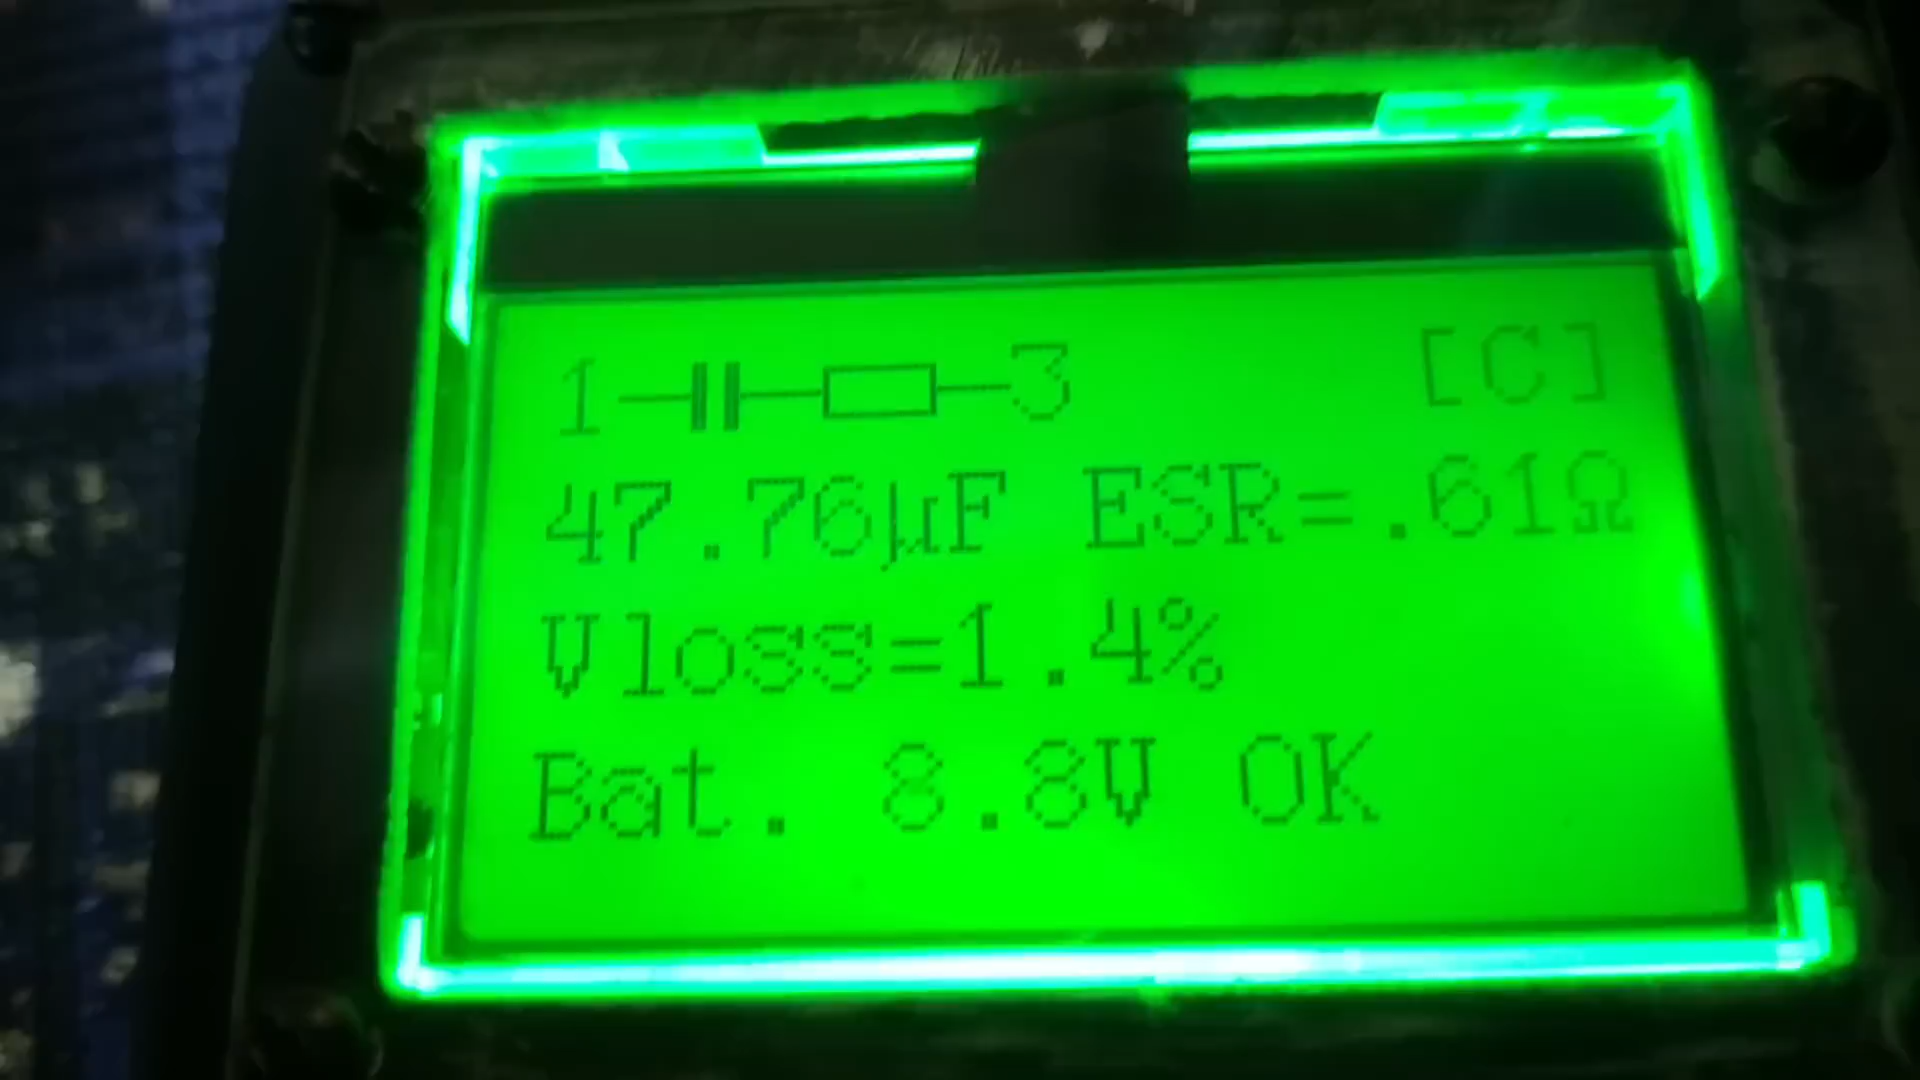 1 3 [C]
47.76µF ESR=.61Ω
Vloss=1.4%
Bat. 8.8V OK